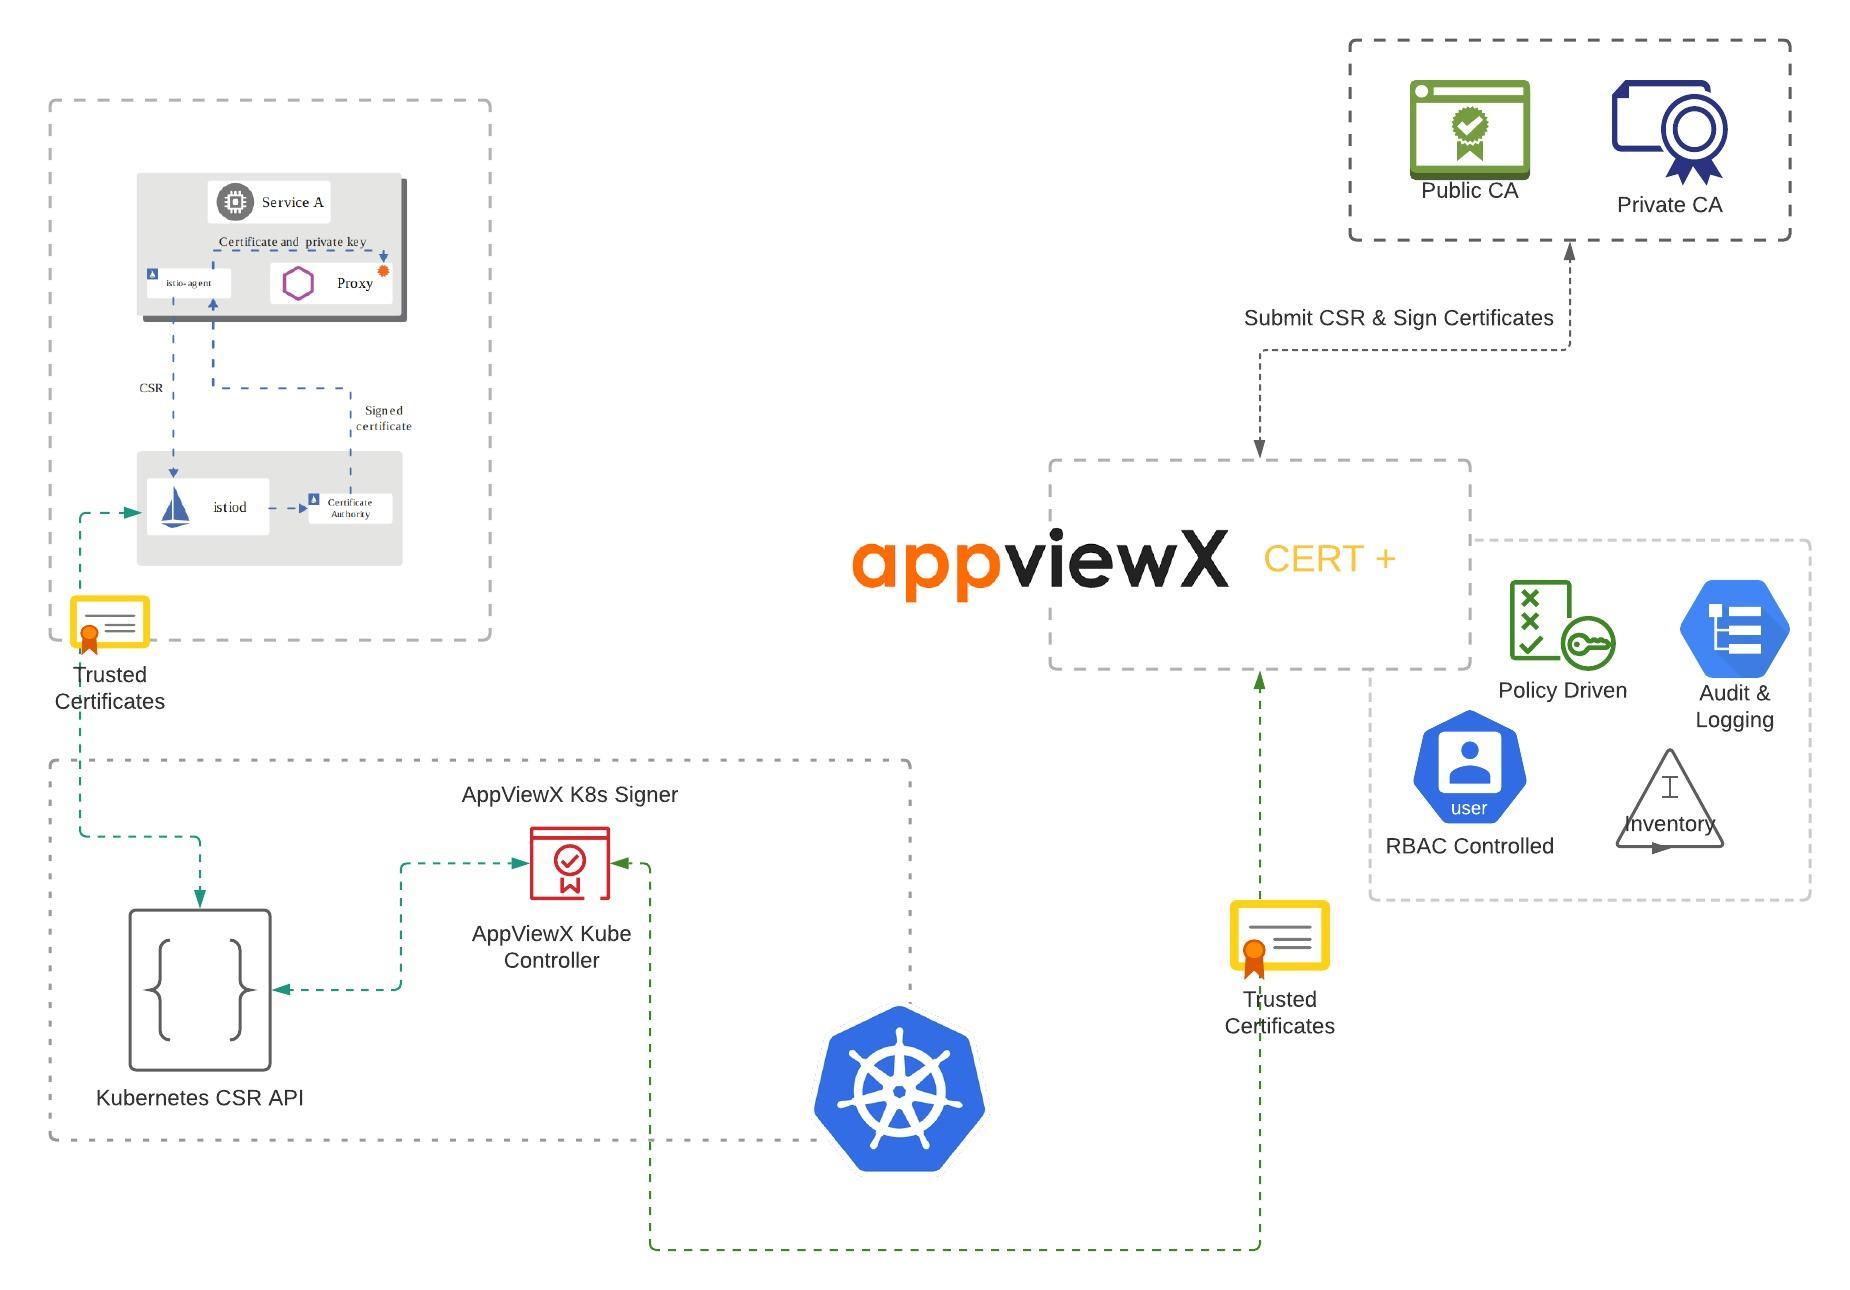 Public CA
Private CA
Service A
Certificate and private key
istio-agent
Proxy
Submit CSR & Sign Certificates
CSR
Signed
certificate
istiod
Certificate
Authority
appviewX
CERT +
Trusted
Certificates
Policy Driven
Audit &
Logging
user
RBAC Controlled
Inventory
AppViewX K8s Signer
AppViewX Kube
Controller
Kubernetes CSR API
Trusted
Certificates